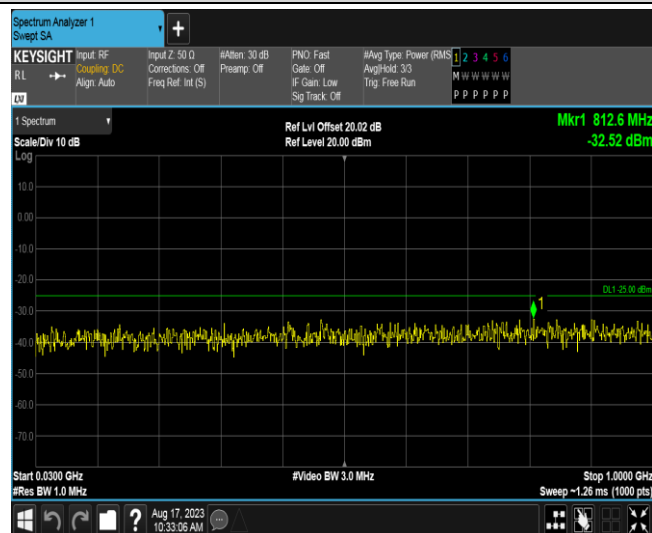 Spectrum Analyzer 1
Swept SA
+
KEYSIGHT
RL
LXI
Input: RF
Coupling: DC
Align: Auto
Input Z: 50 Ω
Corrections: Off
Freq Ref: Int (S)
#Atten: 30 dB
Preamp: Off
PNO: Fast
Gate: Off
IF Gain: Low
Sig Track: Off
#Avg Type: Power (RMS
Avg|Hold: 3/3
Trig: Free Run
1 2 3 4 5 6
M W W W W W
P P P P P P
1 Spectrum
Scale/Div 10 dB
Log
Ref Lvl Offset 20.02 dB
Ref Level 20.00 dBm
Mkr1 812.6 MHz
-32.52 dBm
10.0
0.00
-10.0
-20.0
DL1 -25.00 dBm
1
-30.0
-40.0
-50.0
-60.0
-70.0
Start 0.0300 GHz
#Res BW 1.0 MHz
#Video BW 3.0 MHz
Stop 1.0000 GHz
Sweep ~1.26 ms (1000 pts)
?
Aug 17, 2023
10:33:06 AM